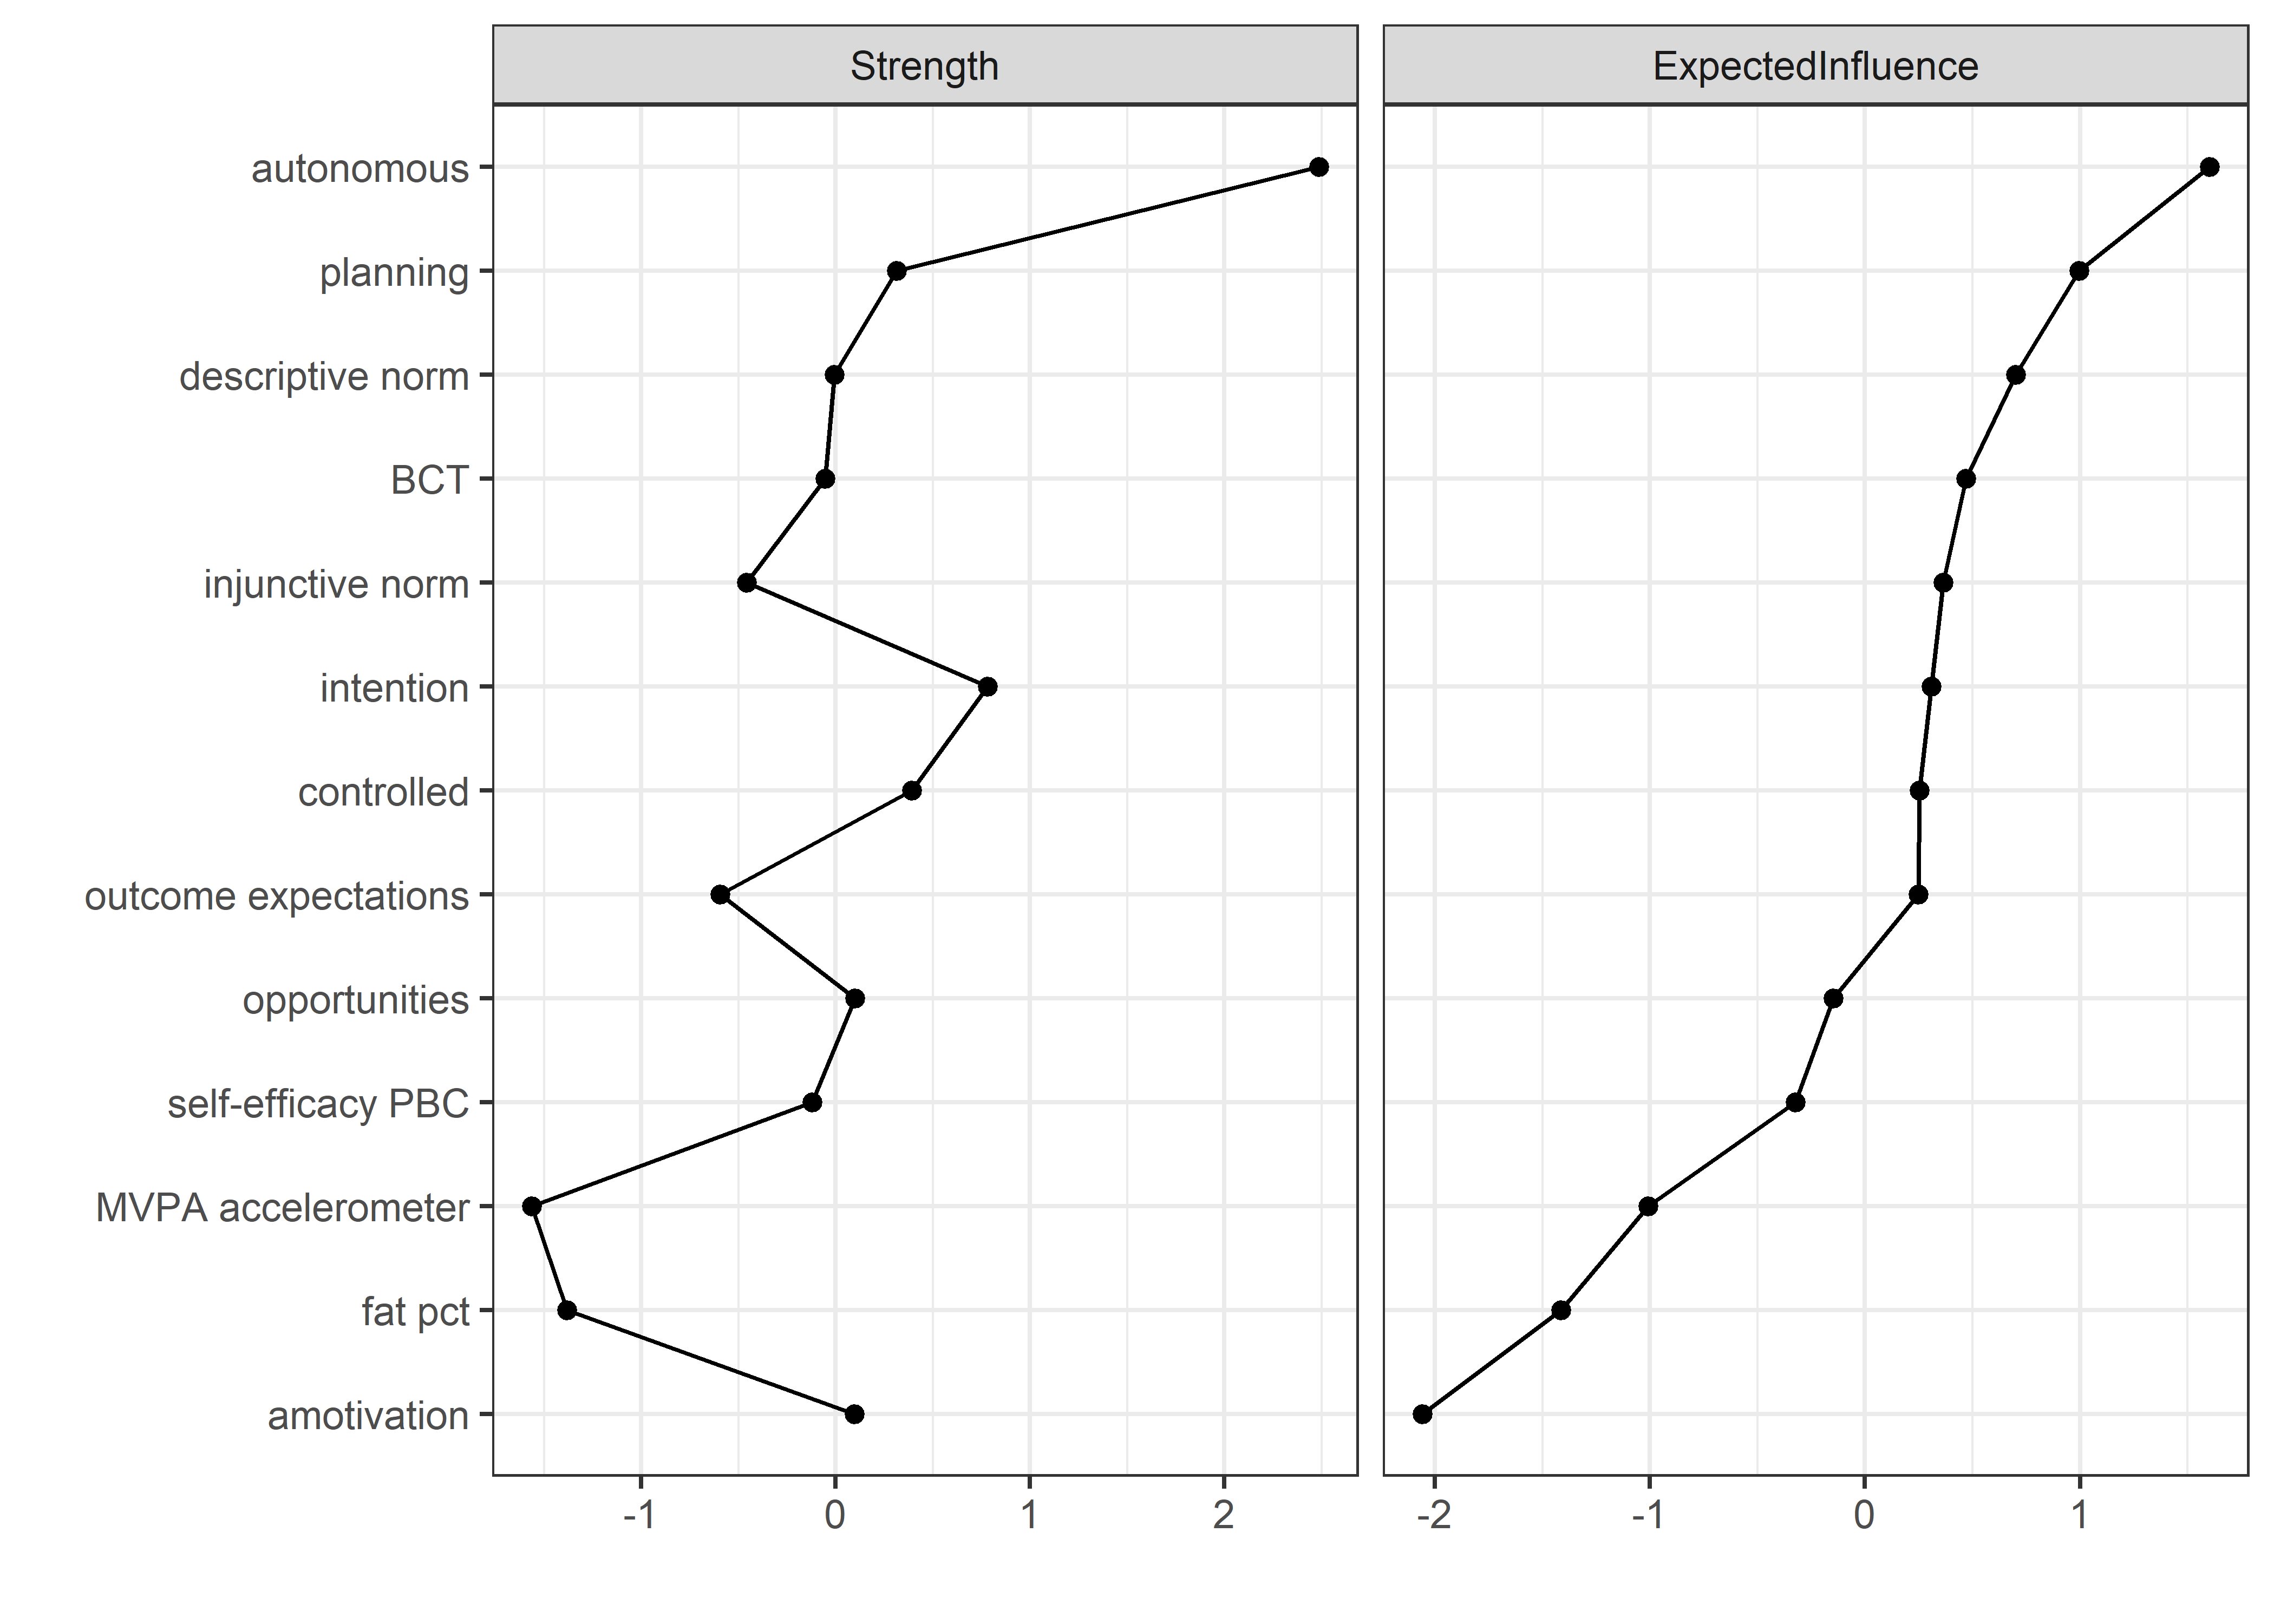 Strength
ExpectedInfluence
autonomous
planning
descriptive norm
BCT
injunctive norm
intention
controlled
outcome expectations
opportunities
self-efficacy PBC
MVPA accelerometer
fat pct
amotivation
-1 0 1 2
-2 -1 0 1